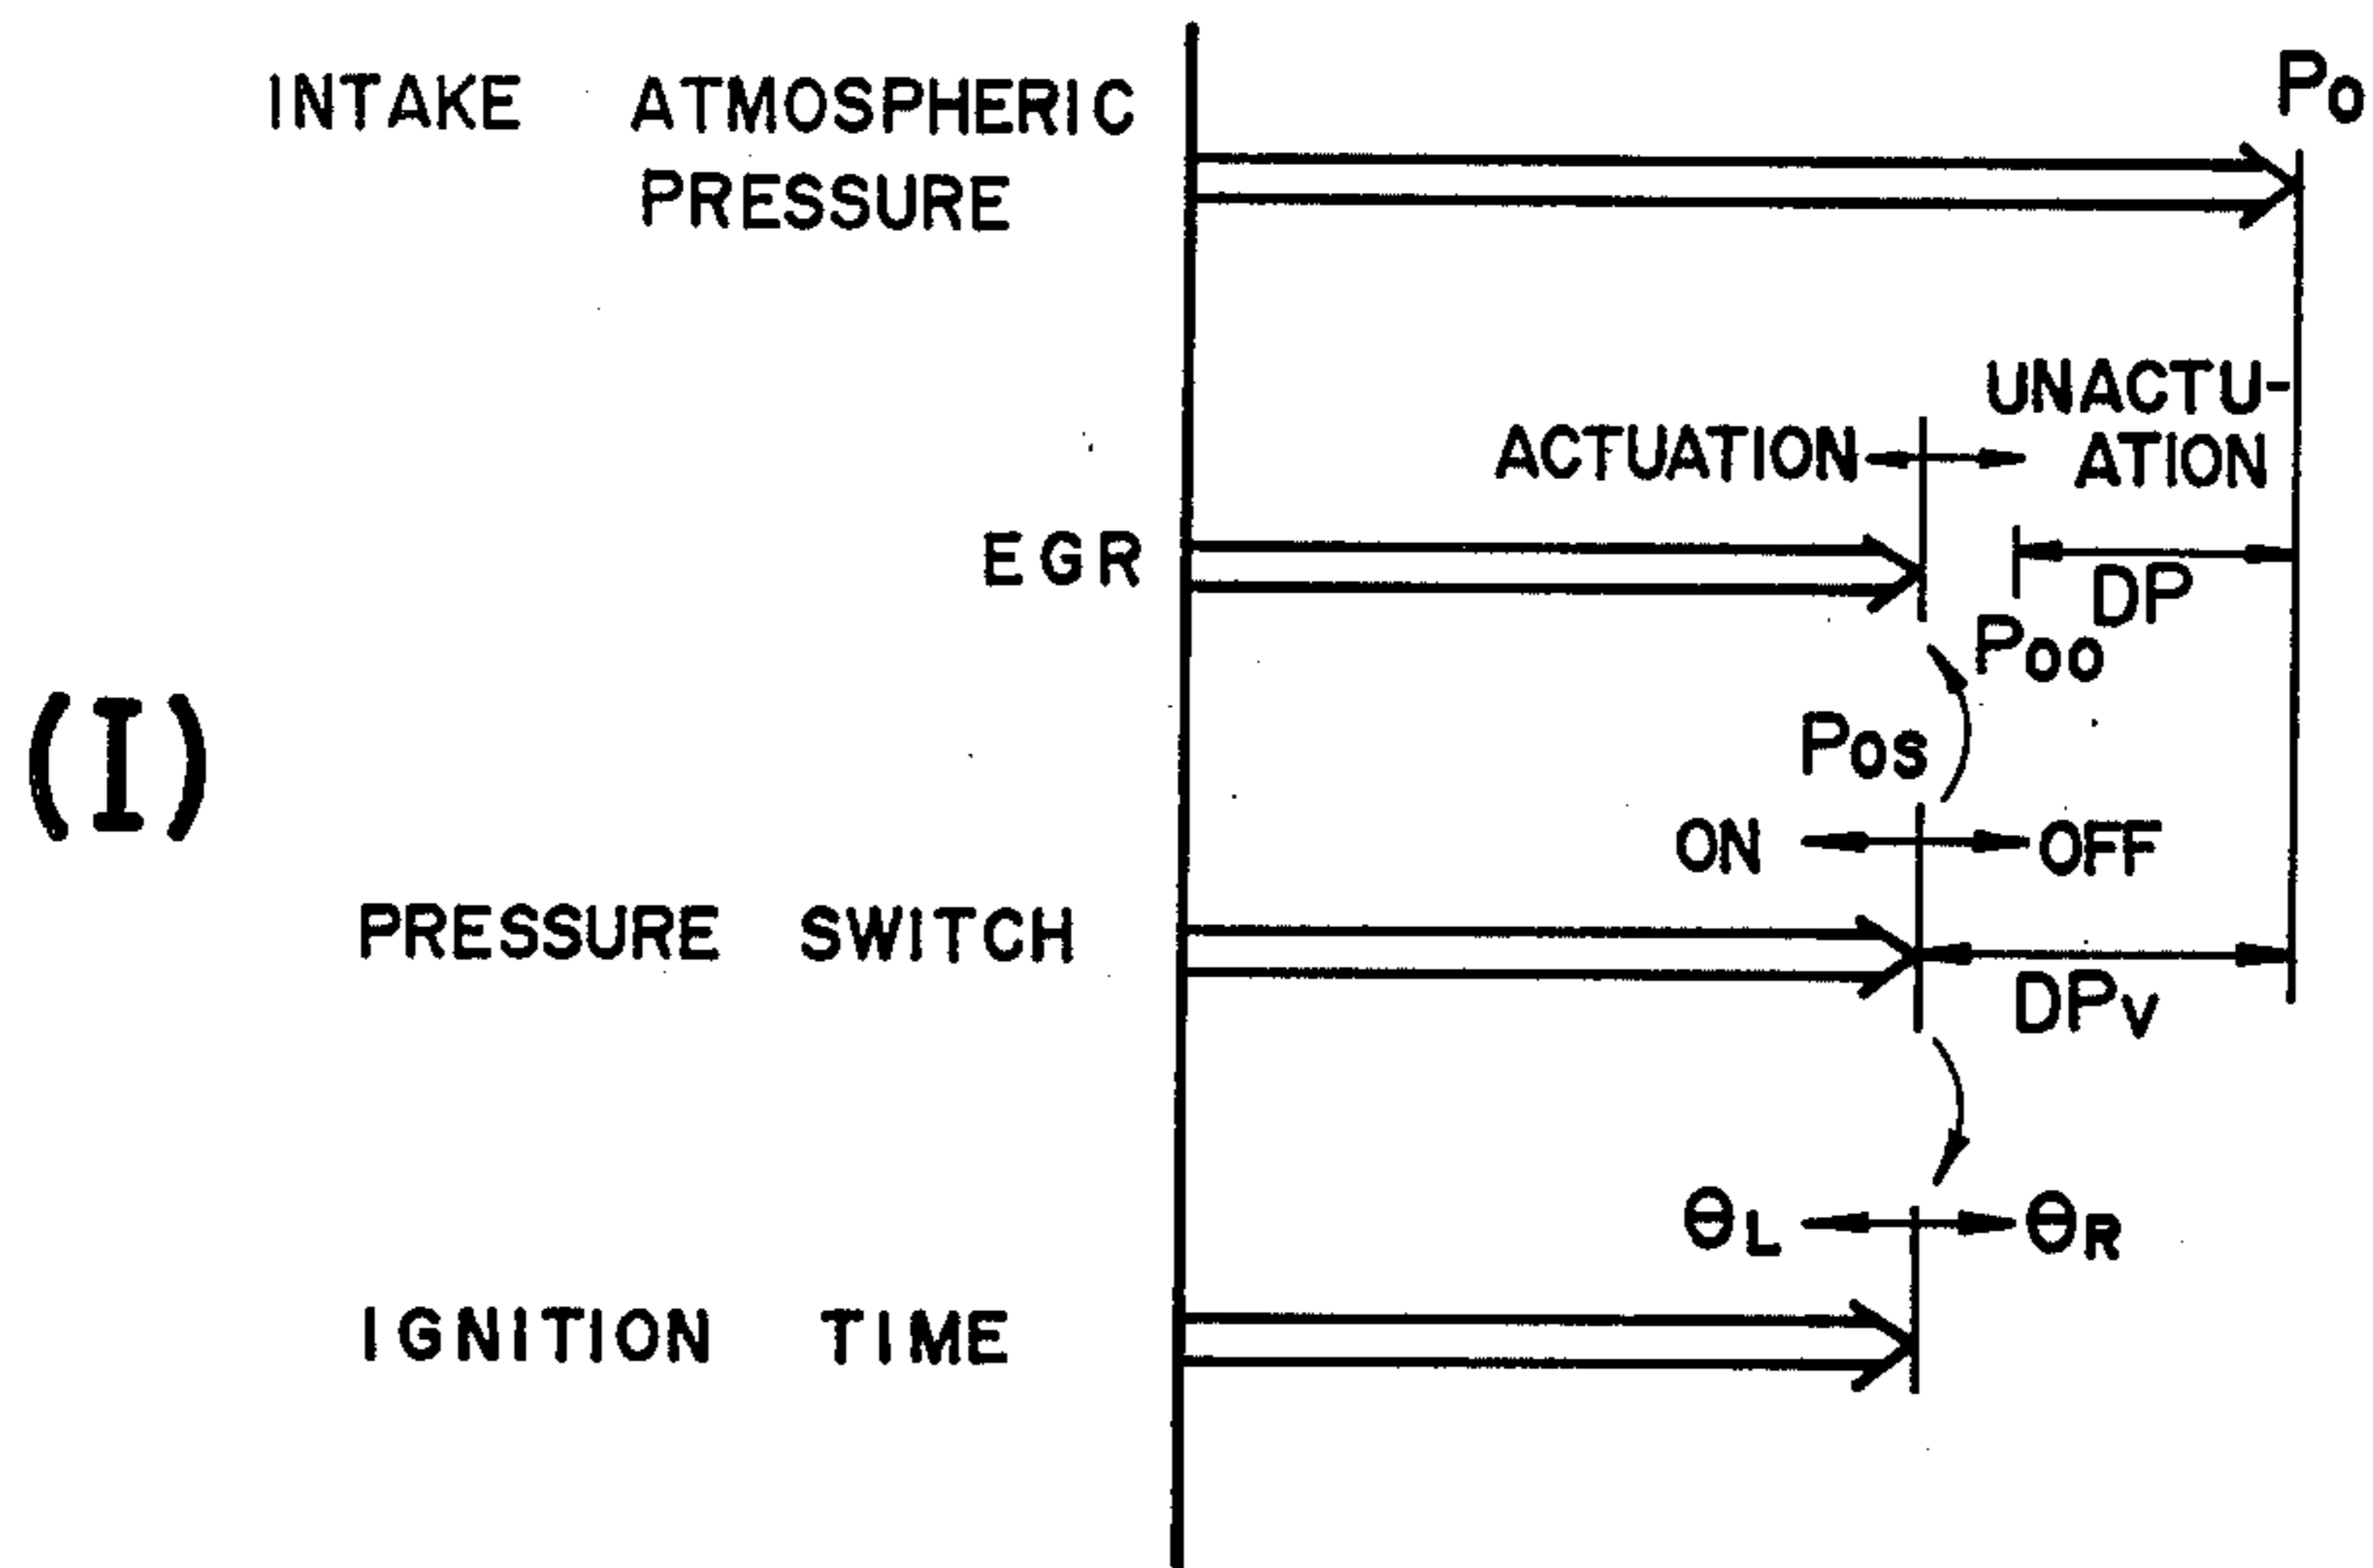 INTAKE ATMOSPHERIC
PRESSURE
Po
UNACTU-
ACTUATION
ATION
EGR
DP
Poo
(I)
Pos
ON
OFF
PRESSURE SWITCH
DPv
θL
θR
IGNITION TIME